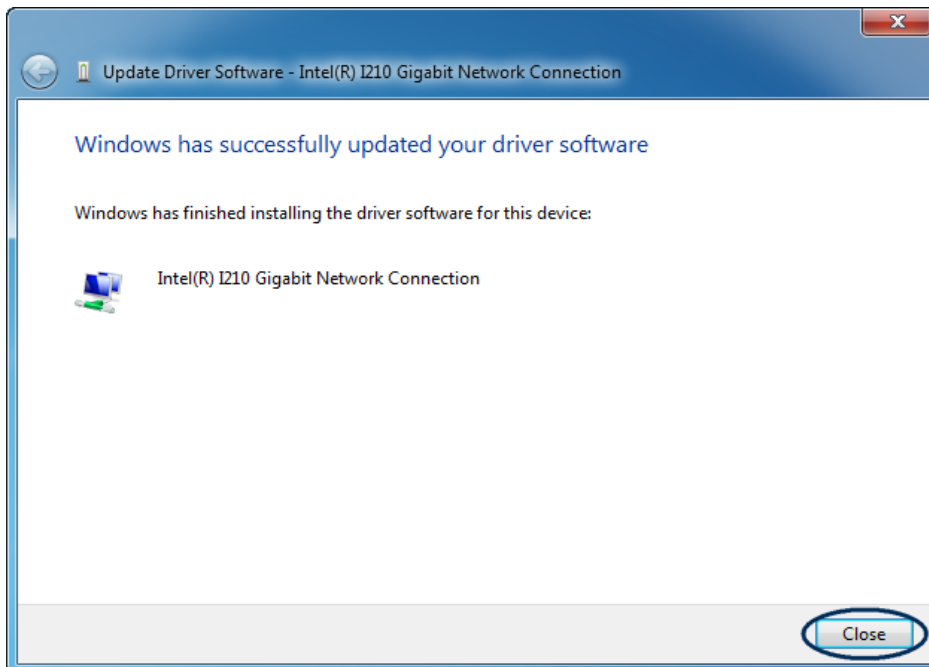 Update Driver Software - Intel(R) I210 Gigabit Network Connection
Windows has successfully updated your driver software
Windows has finished installing the driver software for this device:
Intel(R) I210 Gigabit Network Connection
Close